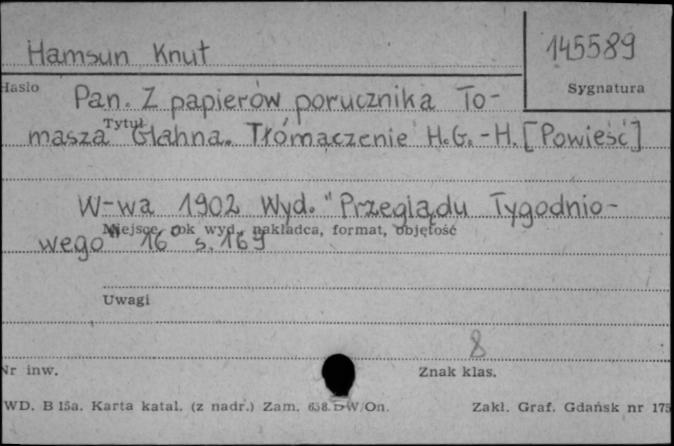 Hamsun Knut
145589
Hasło
Sygnatura
Pan. Z papierów porucznika To-
Tytuł
masza Glahna. Tłómaczenie H.G.-H. [Powieść]
W-wa 1902 Wyd. "Przeglądu Tygodnio-
Miejsce, rok wyd., nakładca, format, objętość
wego" 16° s. 169
Uwagi
8
Nr inw.
Znak klas.
WD. B 15a. Karta katal. (z nadr.) Zam. 658. DW/On.
Zakł. Graf. Gdańsk nr 175